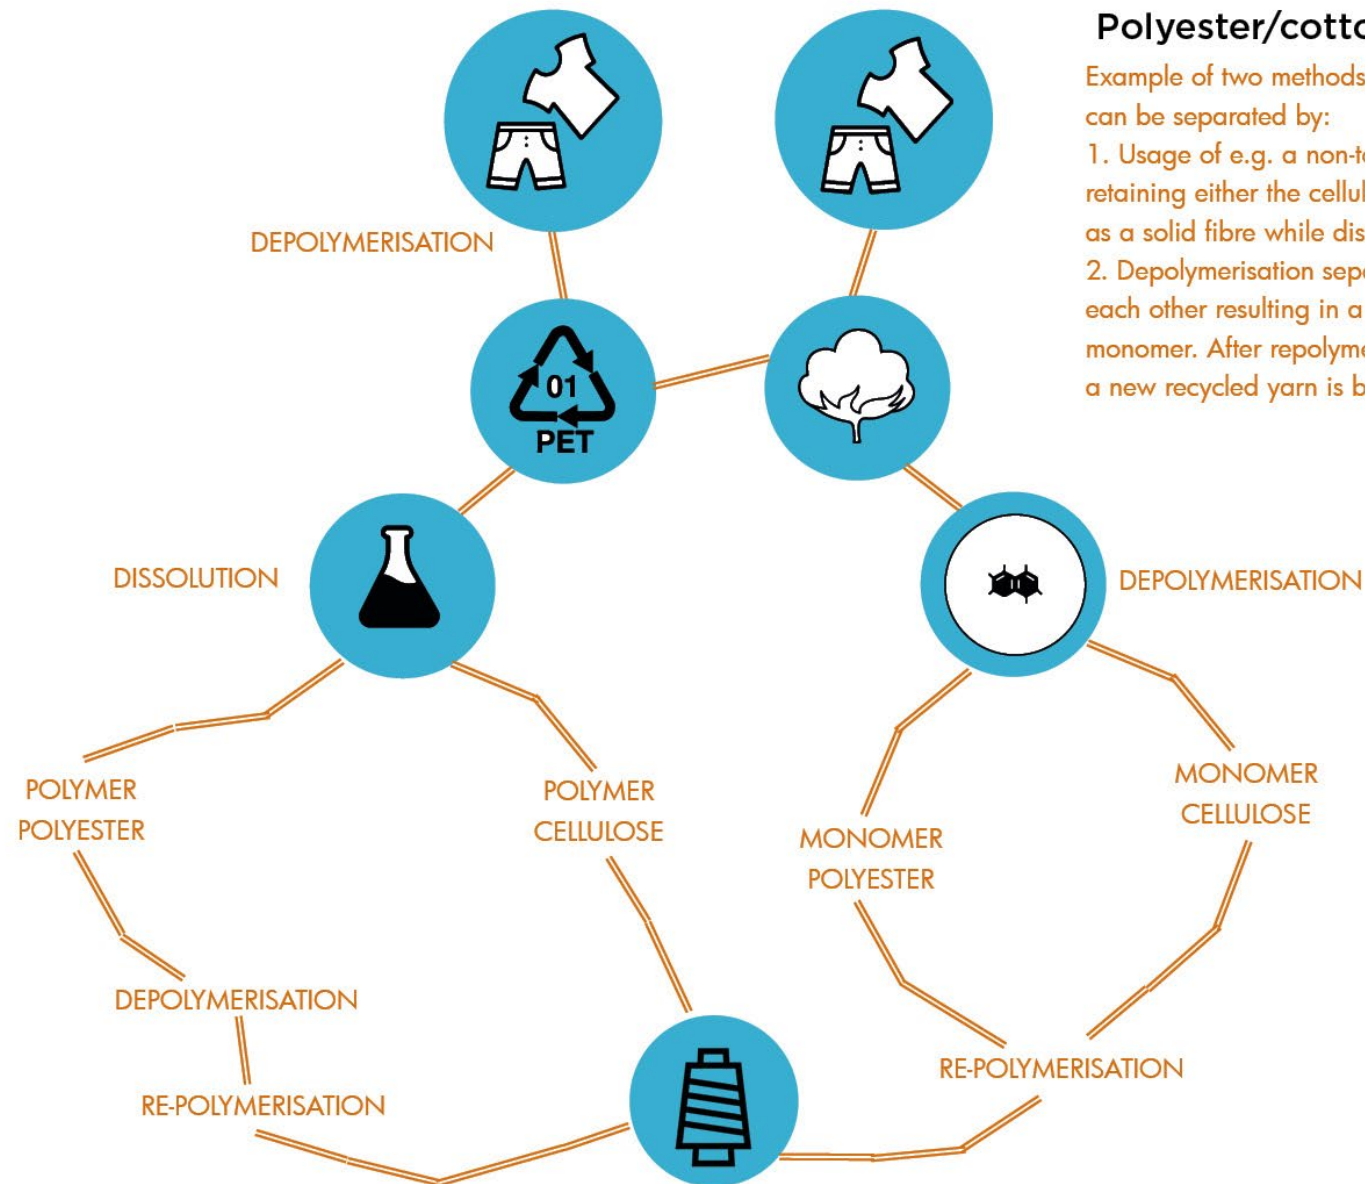 Polyester/cotto
Example of two methods
can be separated by:
1. Usage of e.g. a non-to
retaining either the cellul
as a solid fibre while dis
2. Depolymerisation sepa
each other resulting in a
monomer. After repolyme
a new recycled yarn is b
DEPOLYMERISATION
01
PET
DISSOLUTION
DEPOLYMERISATION
POLYMER
POLYESTER
POLYMER
CELLULOSE
MONOMER
POLYESTER
MONOMER
CELLULOSE
DEPOLYMERISATION
RE-POLYMERISATION
RE-POLYMERISATION